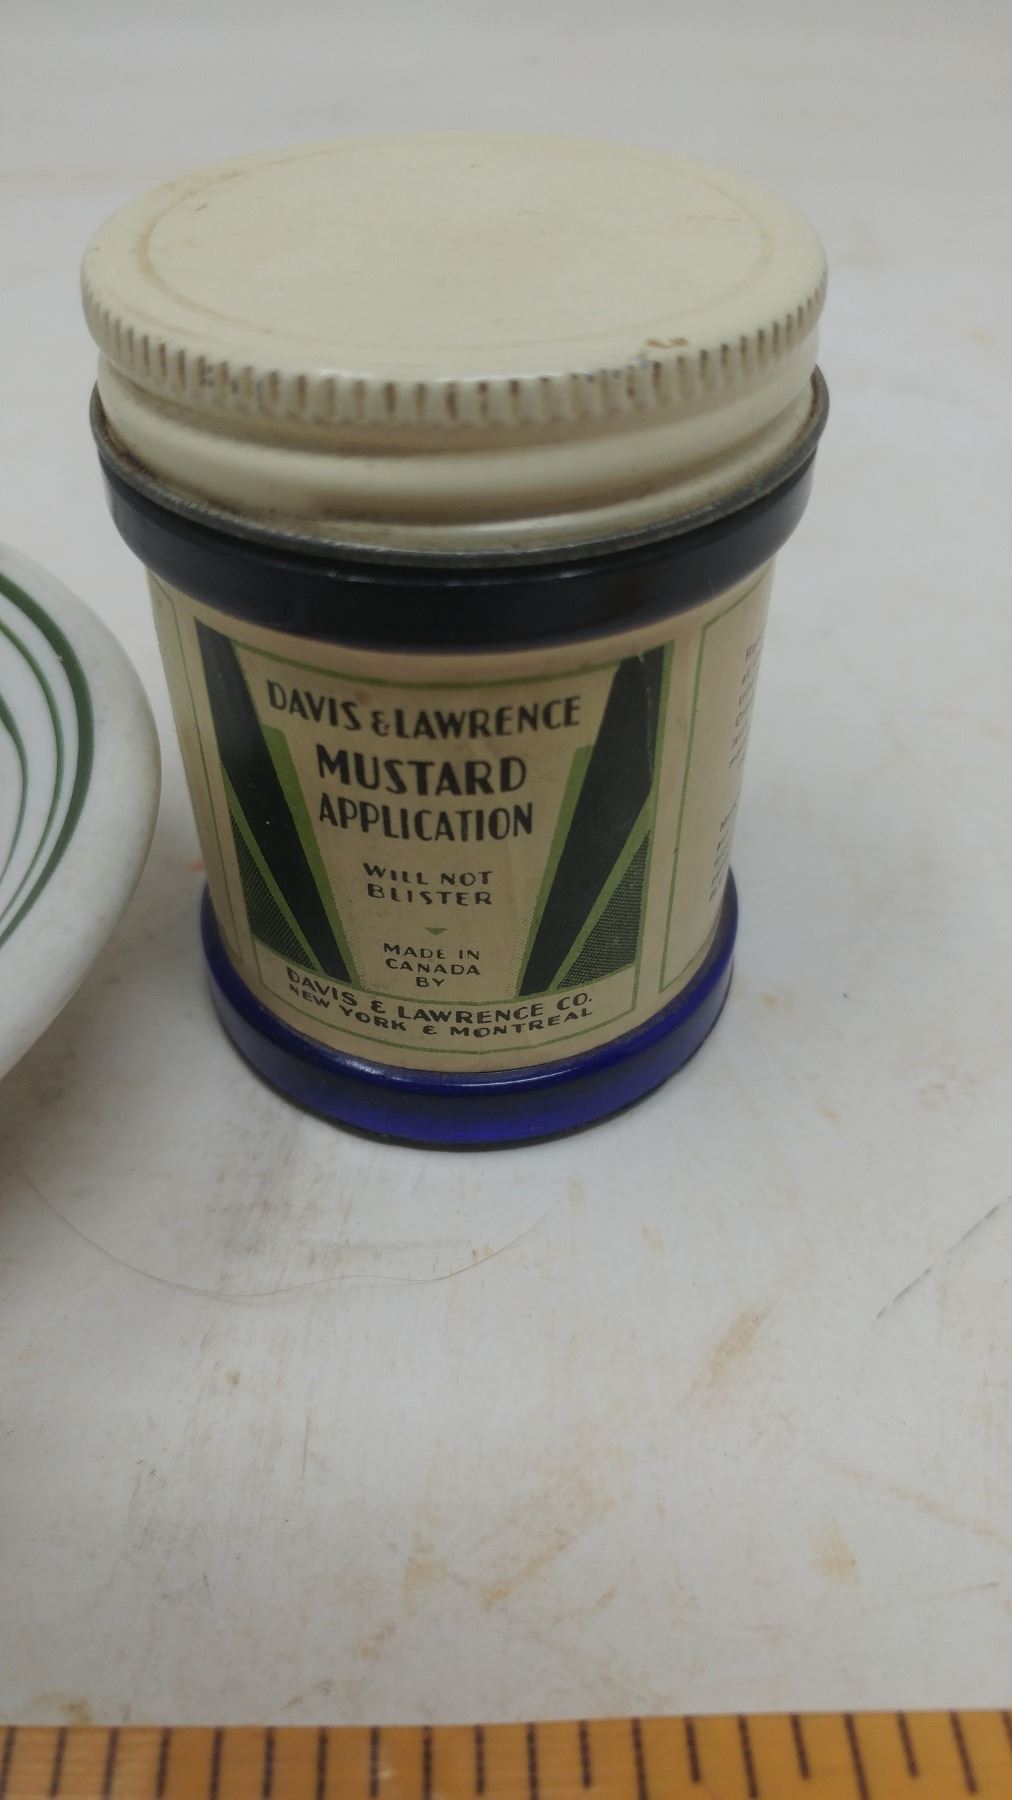 DAVIS & LAWRENCE
MUSTARD
APPLICATION
WILL NOT
BLISTER
MADE IN
CANADA
BY
DAVIS & LAWRENCE CO.
NEW YORK & MONTREAL